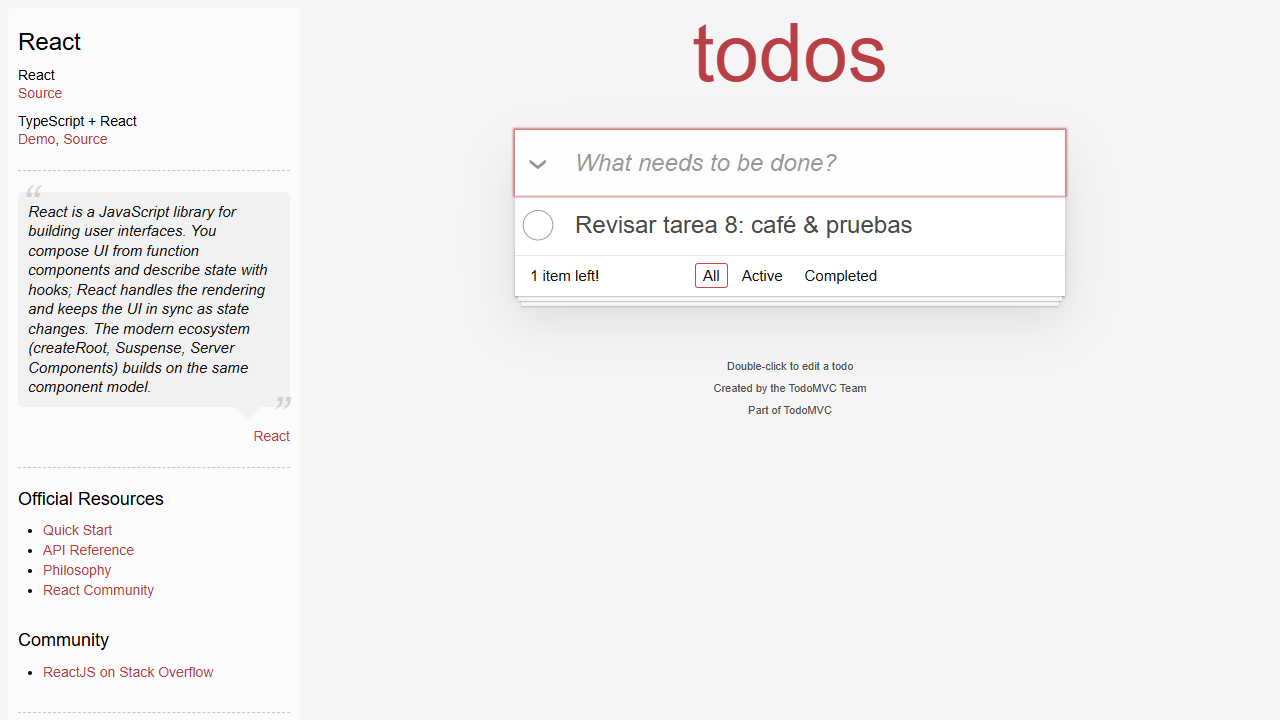 React
React
Source
TypeScript + React
Demo, Source
“
React is a JavaScript library for
building user interfaces. You
compose UI from function
components and describe state with
hooks; React handles the rendering
and keeps the UI in sync as state
changes. The modern ecosystem
(createRoot, Suspense, Server
Components) builds on the same
component model.
”
React
Official Resources
Quick Start
API Reference
Philosophy
React Community
Community
ReactJS on Stack Overflow
todos
What needs to be done?
Revisar tarea 8: café & pruebas
1 item left!
All Active Completed
Double-click to edit a todo
Created by the TodoMVC Team
Part of TodoMVC